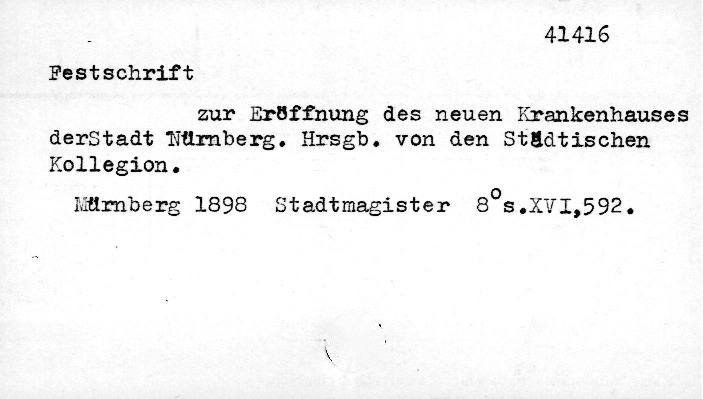 41416
Festschrift
zur Eröffnung des neuen Krankenhauses
derStadt Nürnberg. Hrsgb. von den Städtischen
Kollegion.
Nürnberg 1898 Stadtmagister 8°s.XVI,592.